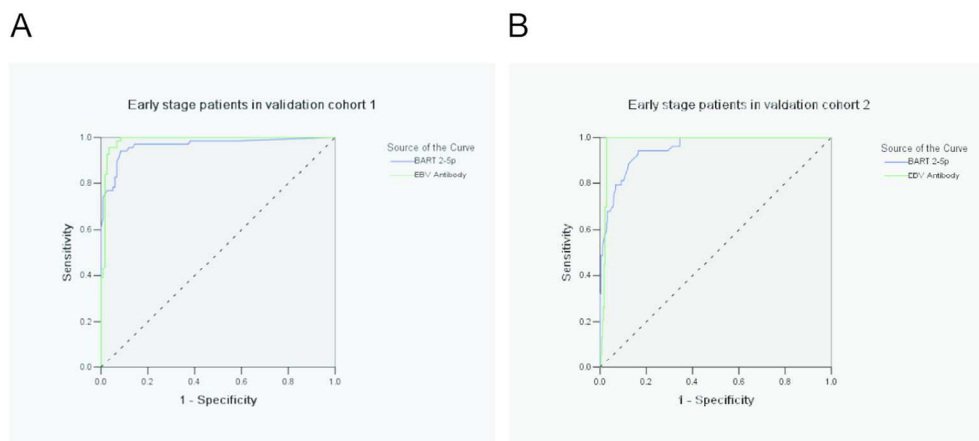 A
Early stage patients in validation cohort 1
Sensitivity
1.0
0.8
0.6
0.4
0.2
0.0
0.0 0.2 0.4 0.6 0.8 1.0
1 - Specificity
Source of the Curve
BART 2-5p
EBV Antibody
B
Early stage patients in valdation cohort 2
Sensitivity
1.0
0.8
0.6
0.4
0.2
0.0
0.0 0.2 0.4 0.6 0.8 1.0
1 - Specificity
Source of the Curve
BART 2-5p
EDV Antibody